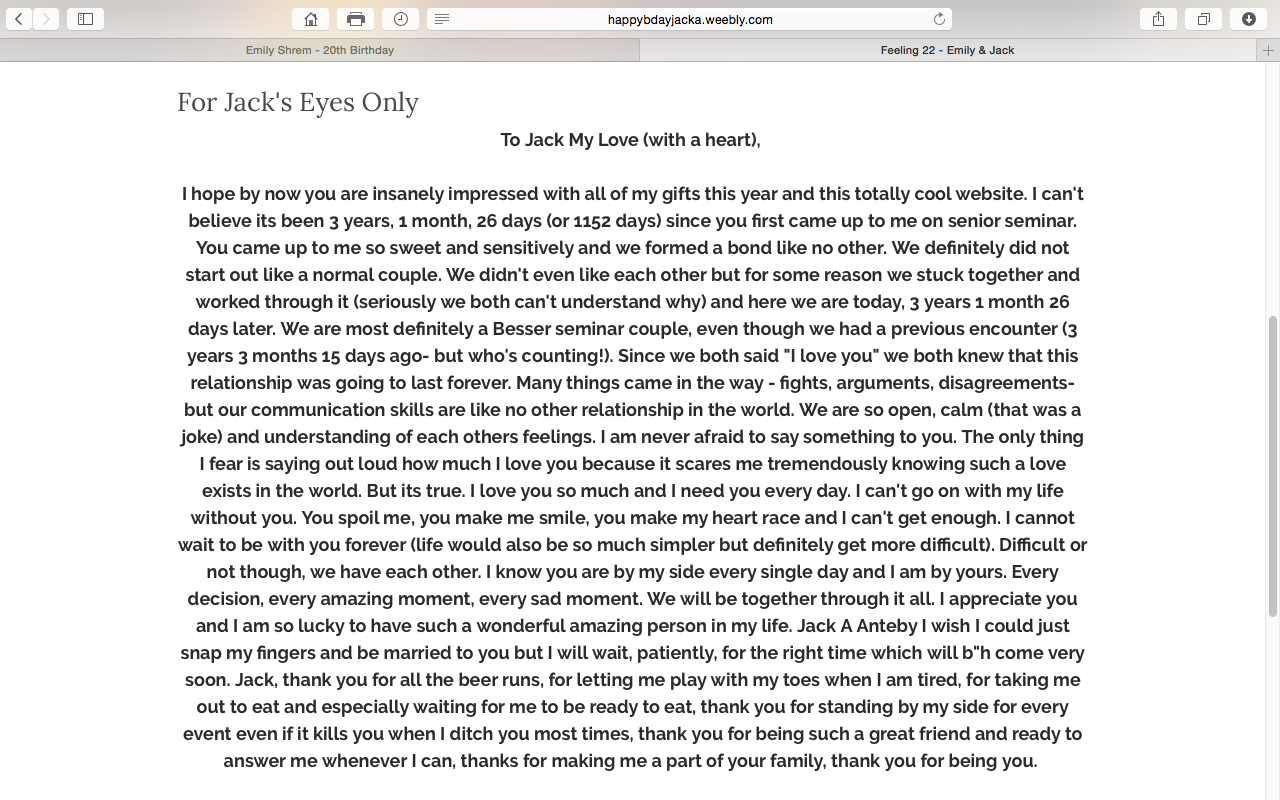 happybdayjacka.weebly.com
Emily Shrem - 20th Birthday
Feeling 22 - Emily & Jack
For Jack's Eyes Only
To Jack My Love (with a heart),
I hope by now you are insanely impressed with all of my gifts this year and this totally cool website. I can't
believe its been 3 years, 1 month, 26 days (or 1152 days) since you first came up to me on senior seminar.
You came up to me so sweet and sensitively and we formed a bond like no other. We definitely did not
start out like a normal couple. We didn't even like each other but for some reason we stuck together and
worked through it (seriously we both can't understand why) and here we are today, 3 years 1 month 26
days later. We are most definitely a Besser seminar couple, even though we had a previous encounter (3
years 3 months 15 days ago- but who's counting!). Since we both said "I love you" we both knew that this
relationship was going to last forever. Many things came in the way - fights, arguments, disagreements-
but our communication skills are like no other relationship in the world. We are so open, calm (that was a
joke) and understanding of each others feelings. I am never afraid to say something to you. The only thing
I fear is saying out loud how much I love you because it scares me tremendously knowing such a love
exists in the world. But its true. I love you so much and I need you every day. I can't go on with my life
without you. You spoil me, you make me smile, you make my heart race and I can't get enough. I cannot
wait to be with you forever (life would also be so much simpler but definitely get more difficult). Difficult or
not though, we have each other. I know you are by my side every single day and I am by yours. Every
decision, every amazing moment, every sad moment. We will be together through it all. I appreciate you
and I am so lucky to have such a wonderful amazing person in my life. Jack A Anteby I wish I could just
snap my fingers and be married to you but I will wait, patiently, for the right time which will b"h come very
soon. Jack, thank you for all the beer runs, for letting me play with my toes when I am tired, for taking me
out to eat and especially waiting for me to be ready to eat, thank you for standing by my side for every
event even if it kills you when I ditch you most times, thank you for being such a great friend and ready to
answer me whenever I can, thanks for making me a part of your family, thank you for being you.